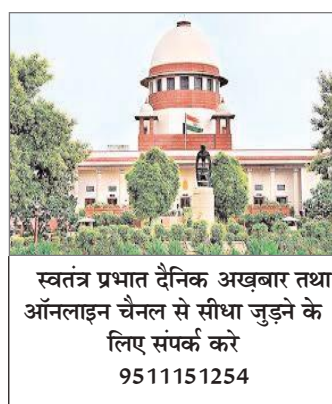 स्वतंत्र प्रभात दैनिक अख़बार तथा
ऑनलाइन चैनल से सीधा जुड़ने के
लिए संपर्क करे
9511151254